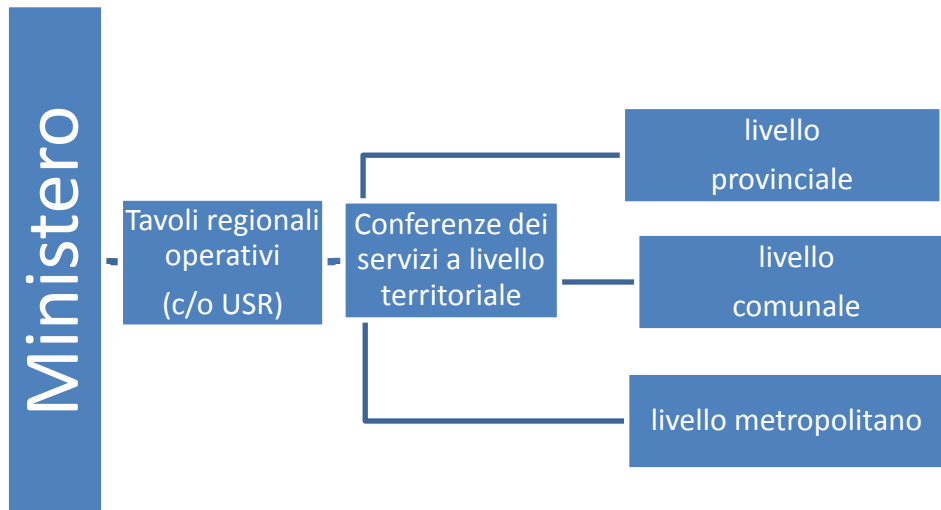 Ministero
Tavoli regionali
operativi
(c/o USR)
Conferenze dei
servizi a livello
territoriale
livello
provinciale
livello
comunale
livello metropolitano